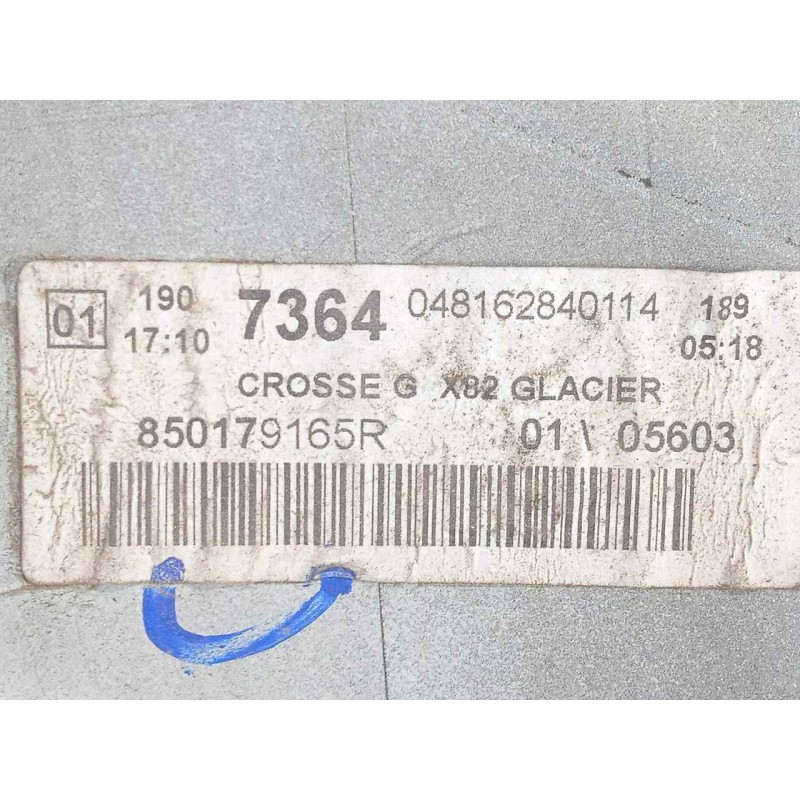 01 190 7364 048162840114 189
17:10 05:18
CROSSE G X82 GLACIER
850179165R 01 \ 05603